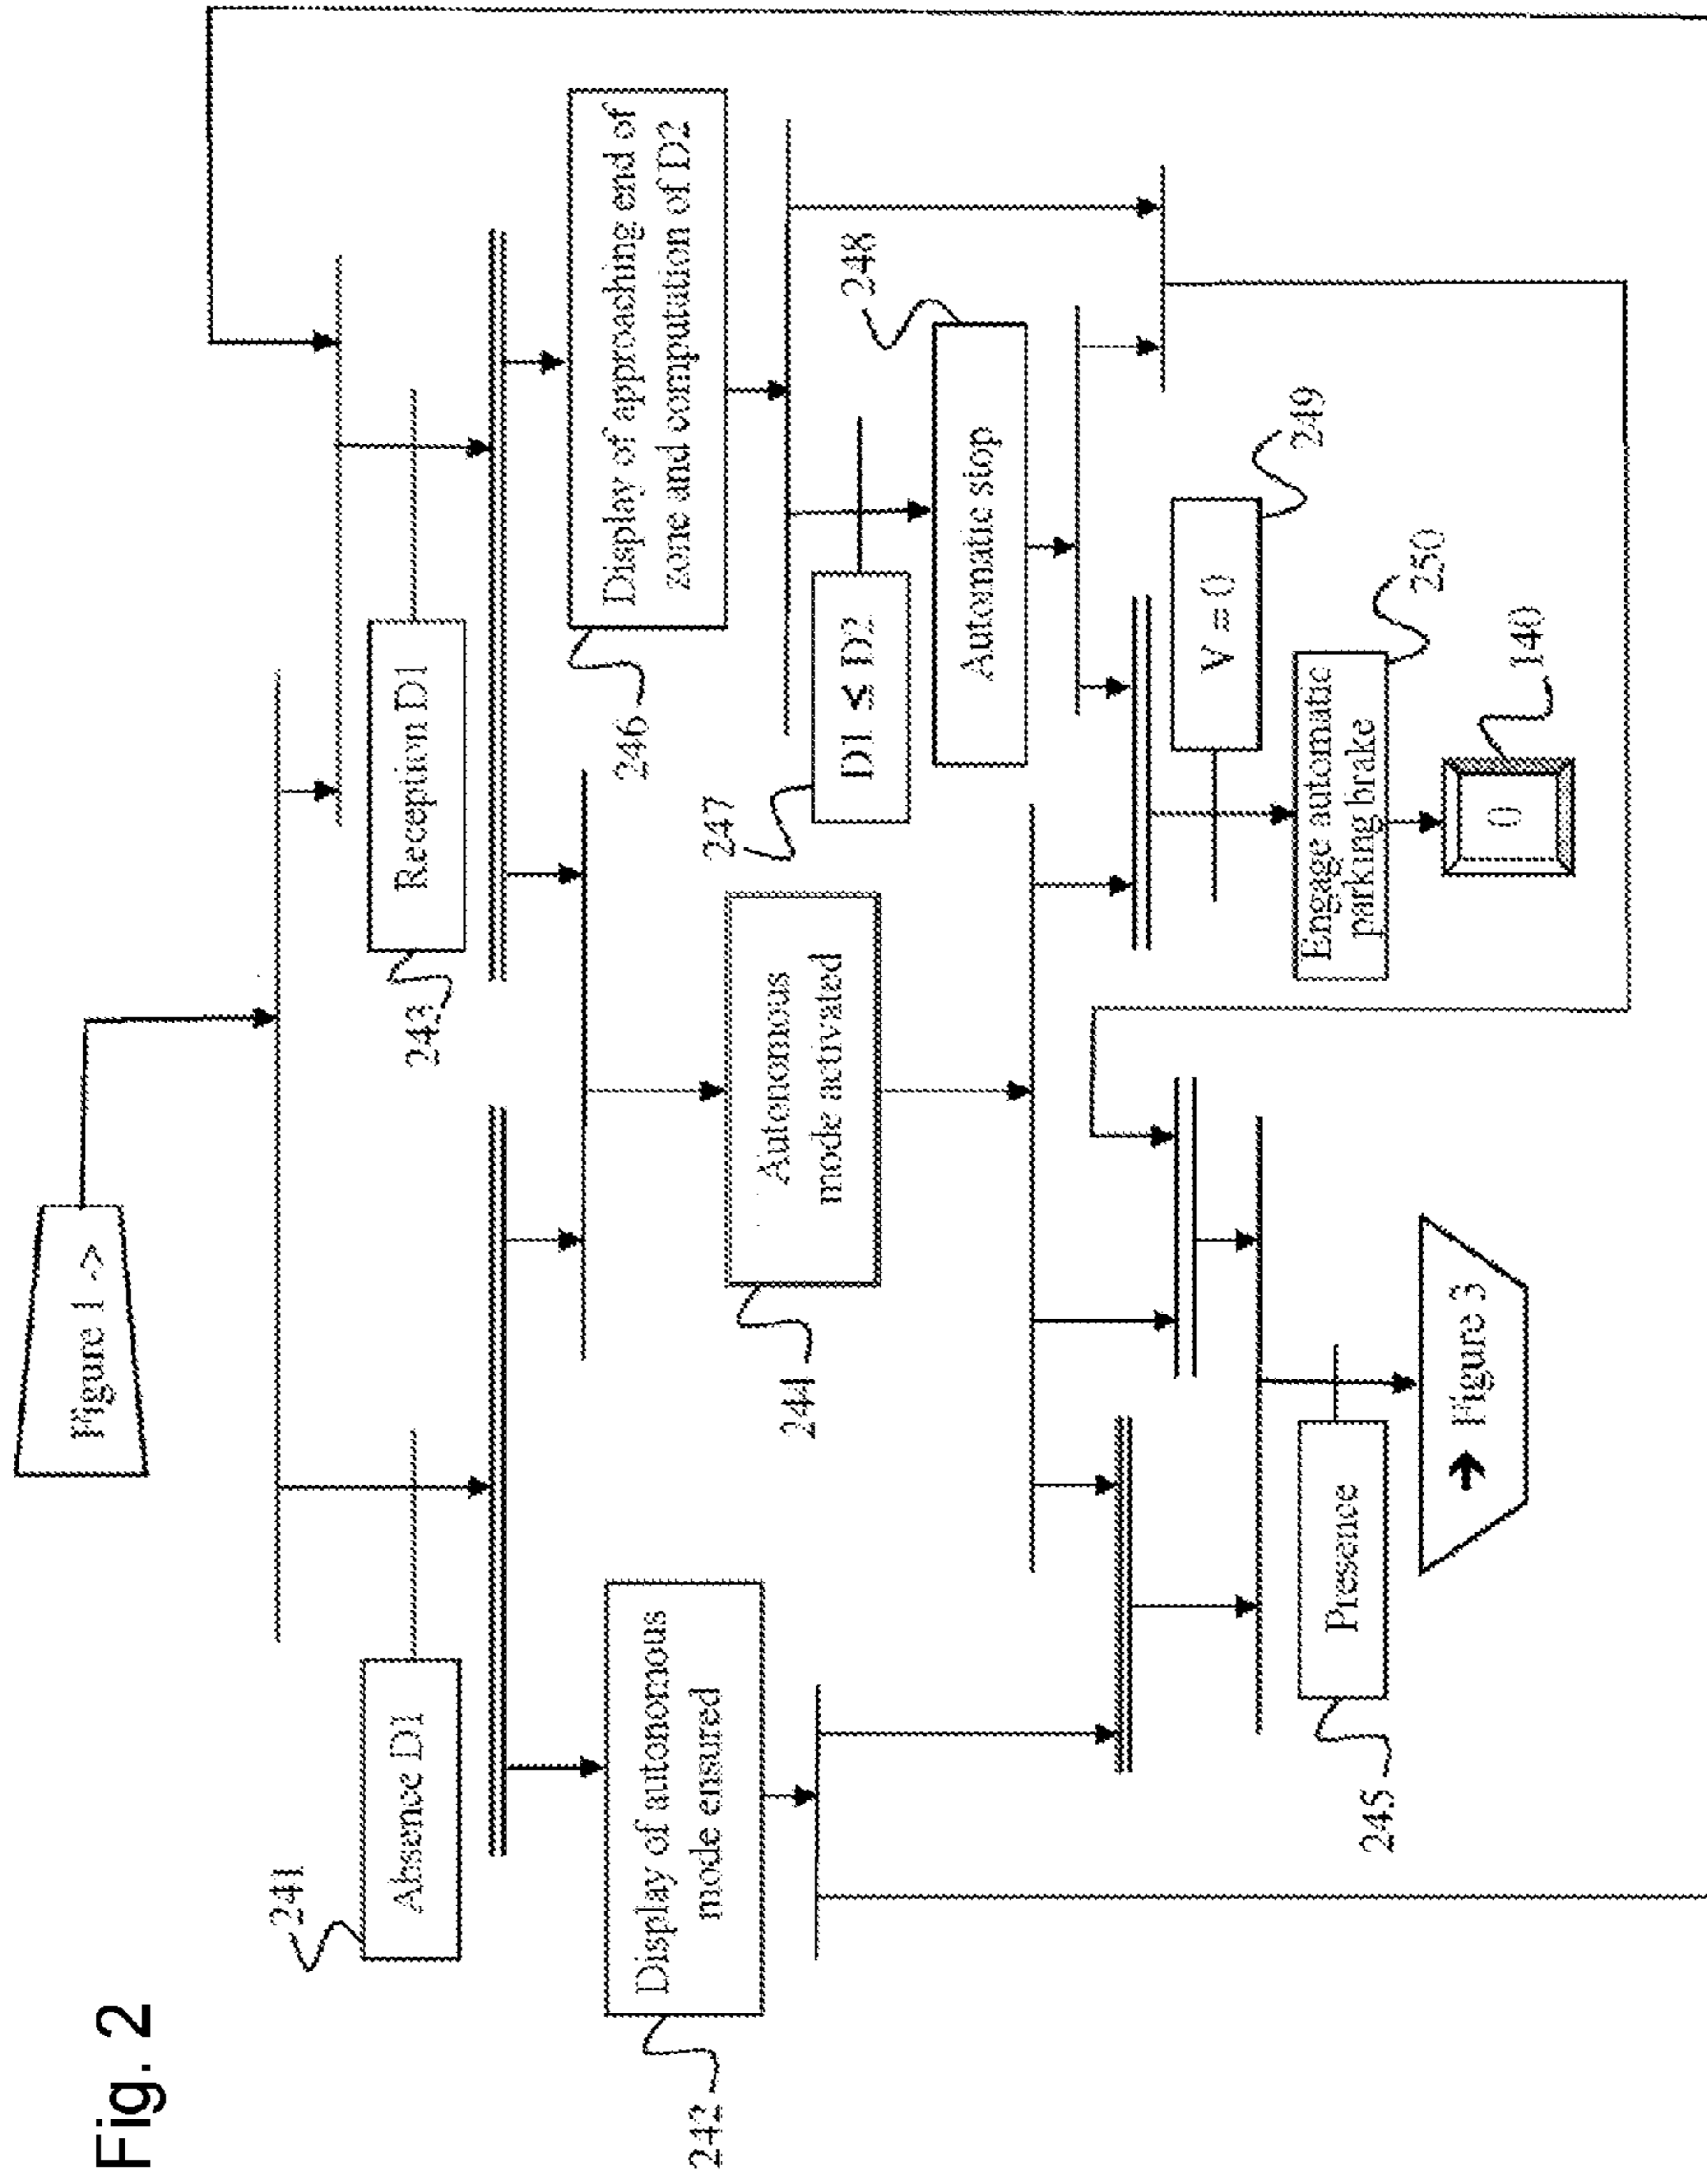 Fig. 2
Figure 1 ->
241
Absence D1
243
Reception D1
242
Display of autonomous
mode ensured
244
Autonomous
mode activated
246
Display of approaching end of
zone and computation of D2
247
D1 ≤ D2
248
Automatic stop
249
V = 0
245
Presence
250
Engage automatic
parking brake
➔ Figure 3
0
140